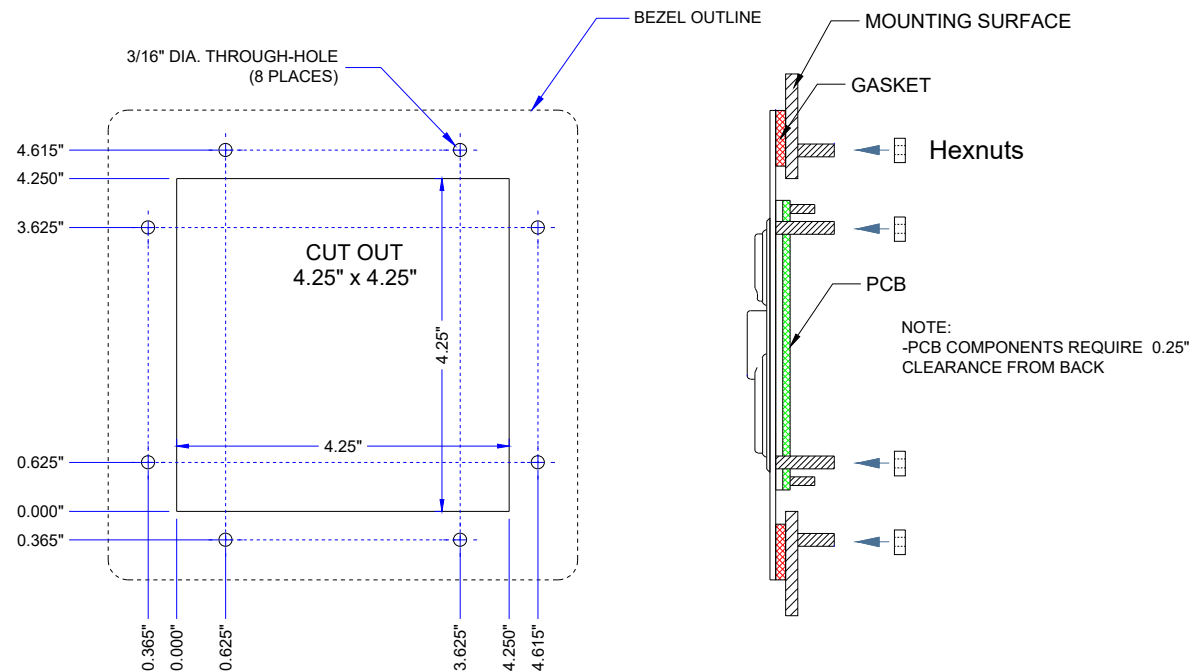 BEZEL OUTLINE
3/16" DIA. THROUGH-HOLE
(8 PLACES)
4.615"
4.250"
3.625"
0.625"
0.000"
0.365"
CUT OUT
4.25" x 4.25"
4.25"
4.25"
0.365"
0.000"
0.625"
3.625"
4.250"
4.615"
MOUNTING SURFACE
GASKET
Hexnuts
PCB
NOTE:
-PCB COMPONENTS REQUIRE 0.25"
CLEARANCE FROM BACK